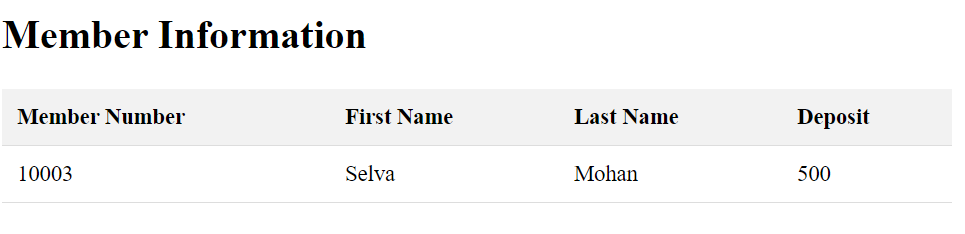 Member Information
Member Number First Name Last Name Deposit
10003 Selva Mohan 500